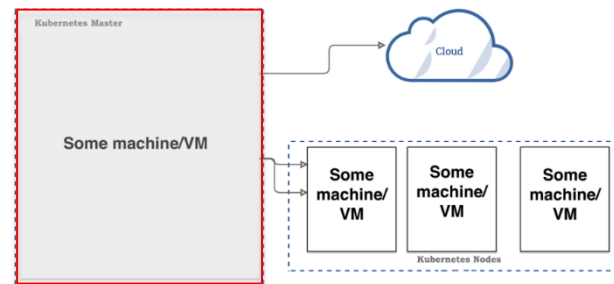 Kubernetes Master
Cloud
Some machine/VM
Some
machine/
VM
Some
machine/
VM
Some
machine/
VM
Kubernetes Nodes